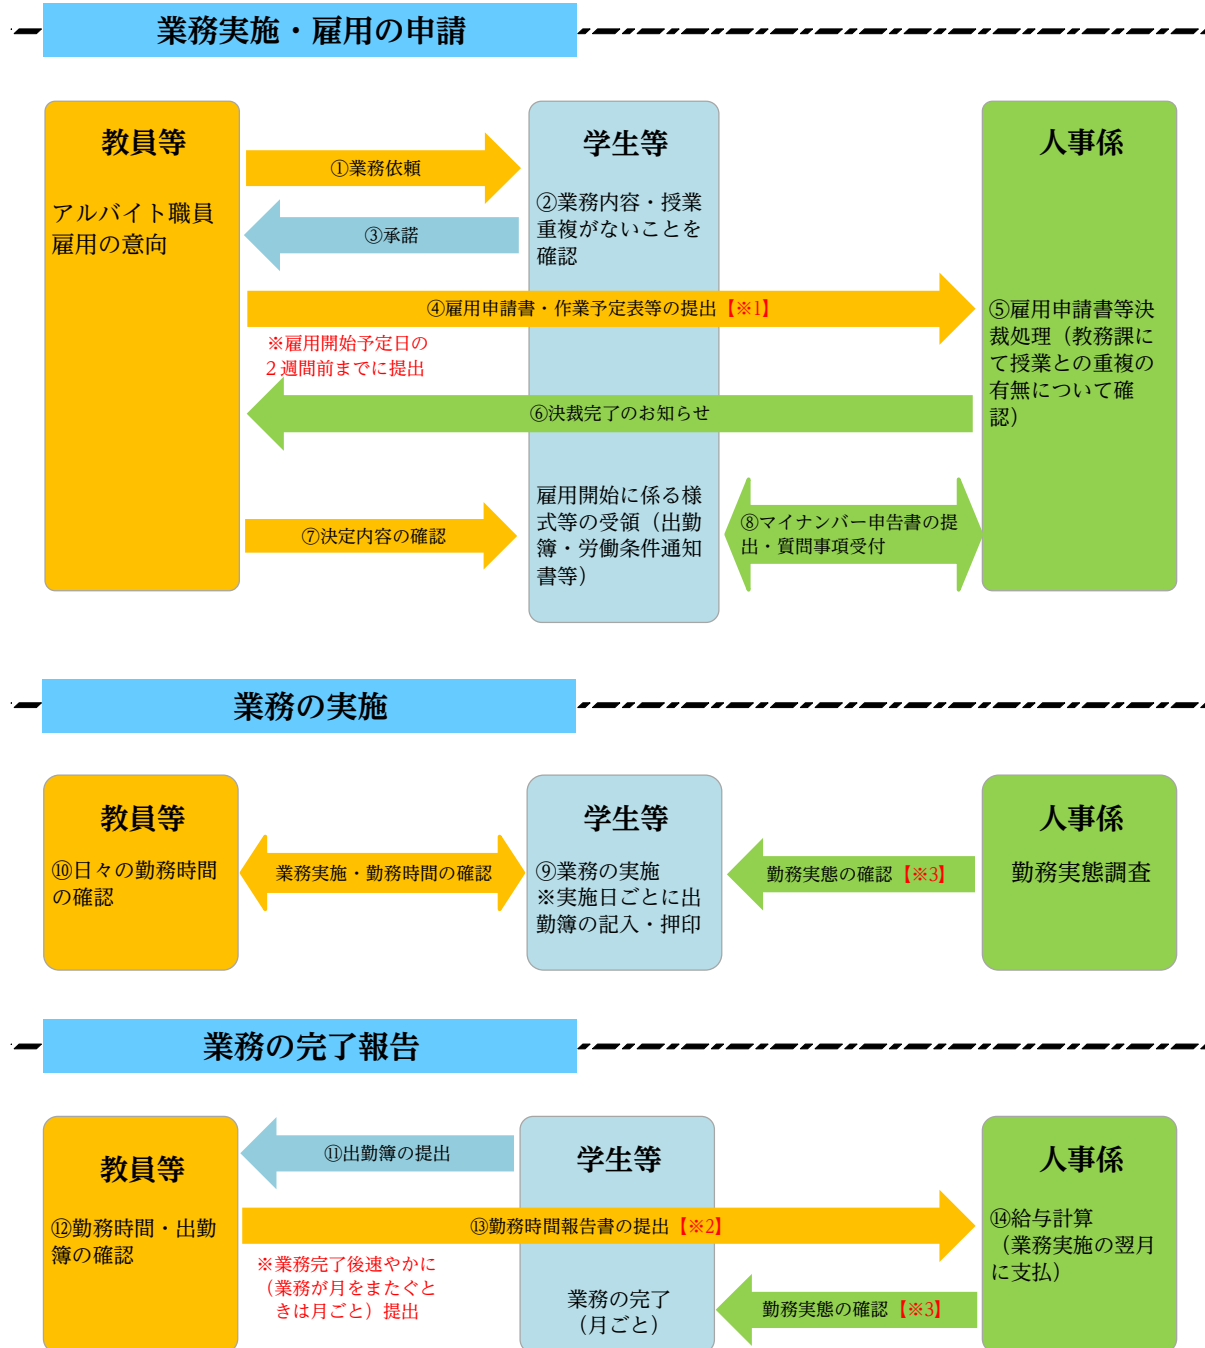 業務実施・雇用の申請
教員等
アルバイト職員
雇用の意向
①業務依頼
③承諾
学生等
②業務内容・授業
重複がないことを
確認
人事係
④雇用申請書・作業予定表等の提出【※1】
※雇用開始予定日の
２週間前までに提出
⑤雇用申請書等決
裁処理（教務課に
て授業との重複の
有無について確
認）
⑥決裁完了のお知らせ
⑦決定内容の確認
雇用開始に係る様
式等の受領（出勤
簿・労働条件通知
書等）
⑧マイナンバー申告書の提
出・質問事項受付
業務の実施
教員等
⑩日々の勤務時間
の確認
業務実施・勤務時間の確認
学生等
⑨業務の実施
※実施日ごとに出
勤簿の記入・押印
勤務実態の確認【※3】
人事係
勤務実態調査
業務の完了報告
教員等
⑫勤務時間・出勤
簿の確認
⑪出勤簿の提出
学生等
人事係
⑬勤務時間報告書の提出【※2】
※業務完了後速やかに
（業務が月をまたぐと
きは月ごと）提出
業務の完了
（月ごと）
⑭給与計算
（業務実施の翌月
に支払）
勤務実態の確認【※3】